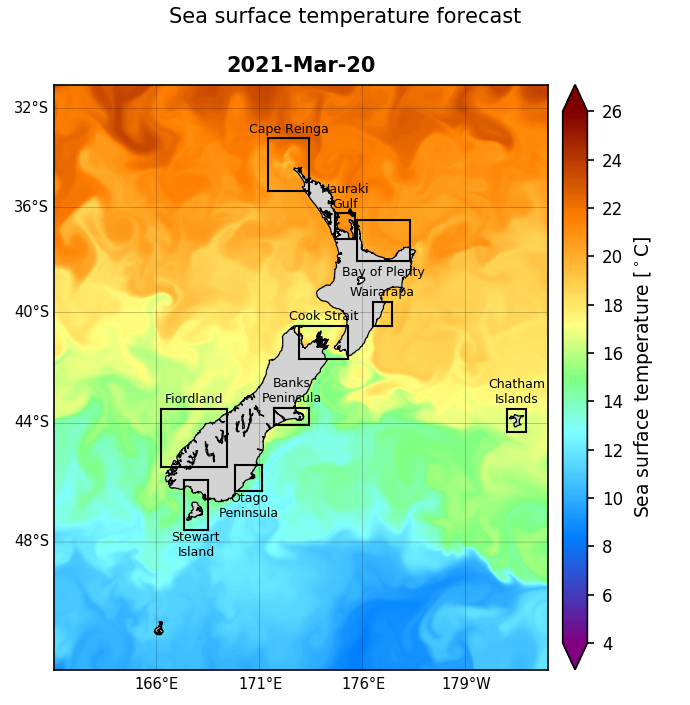 Sea surface temperature forecast
2021-Mar-20
32°S
36°S
40°S
44°S
48°S
166°E
171°E
176°E
179°W
Cape Reinga
Hauraki
Gulf
Bay of Plenty
Wairarapa
Cook Strait
Banks
Peninsula
Fiordland
Chatham
Islands
Otago
Peninsula
Stewart
Island
26
24
22
20
18
16
14
12
10
8
6
4
Sea surface temperature [°C]